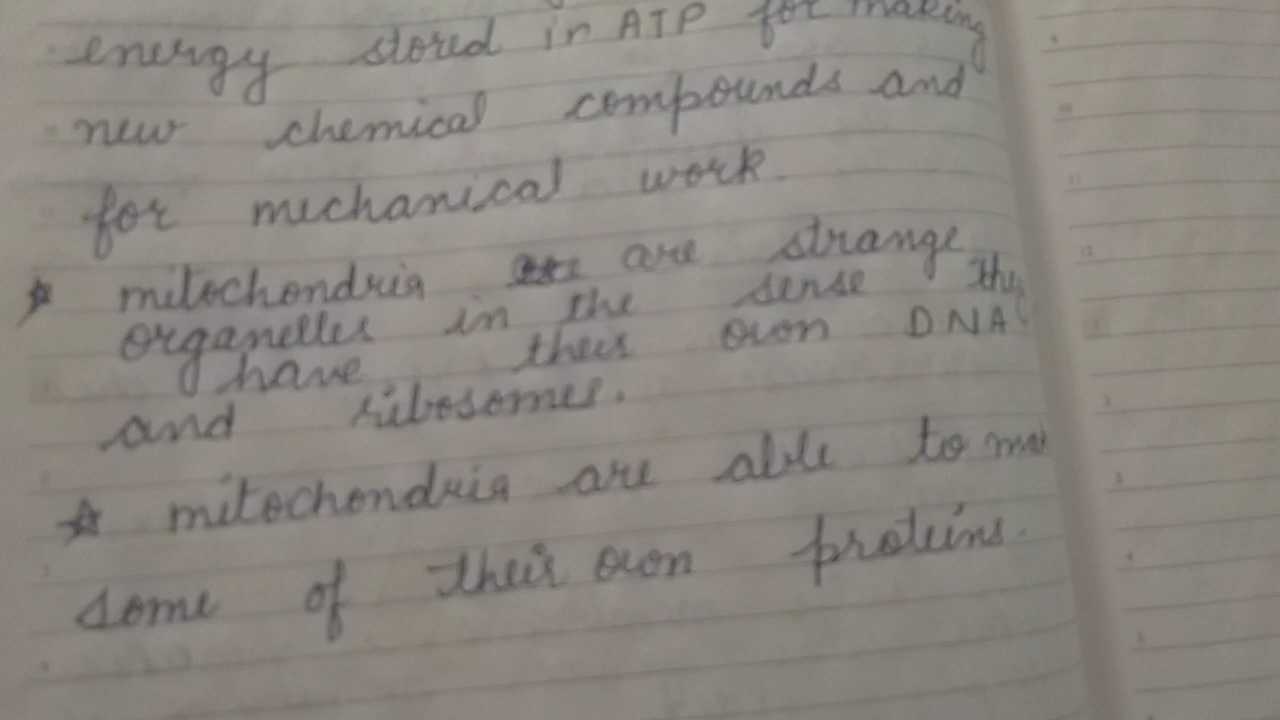 energy stored in ATP for making
new chemical compounds and
for mechanical work.
mitochondria are strange
organelles in the sense they
have their own DNA
and ribosomes.
mitochondria are able to ma
some of their own proteins.